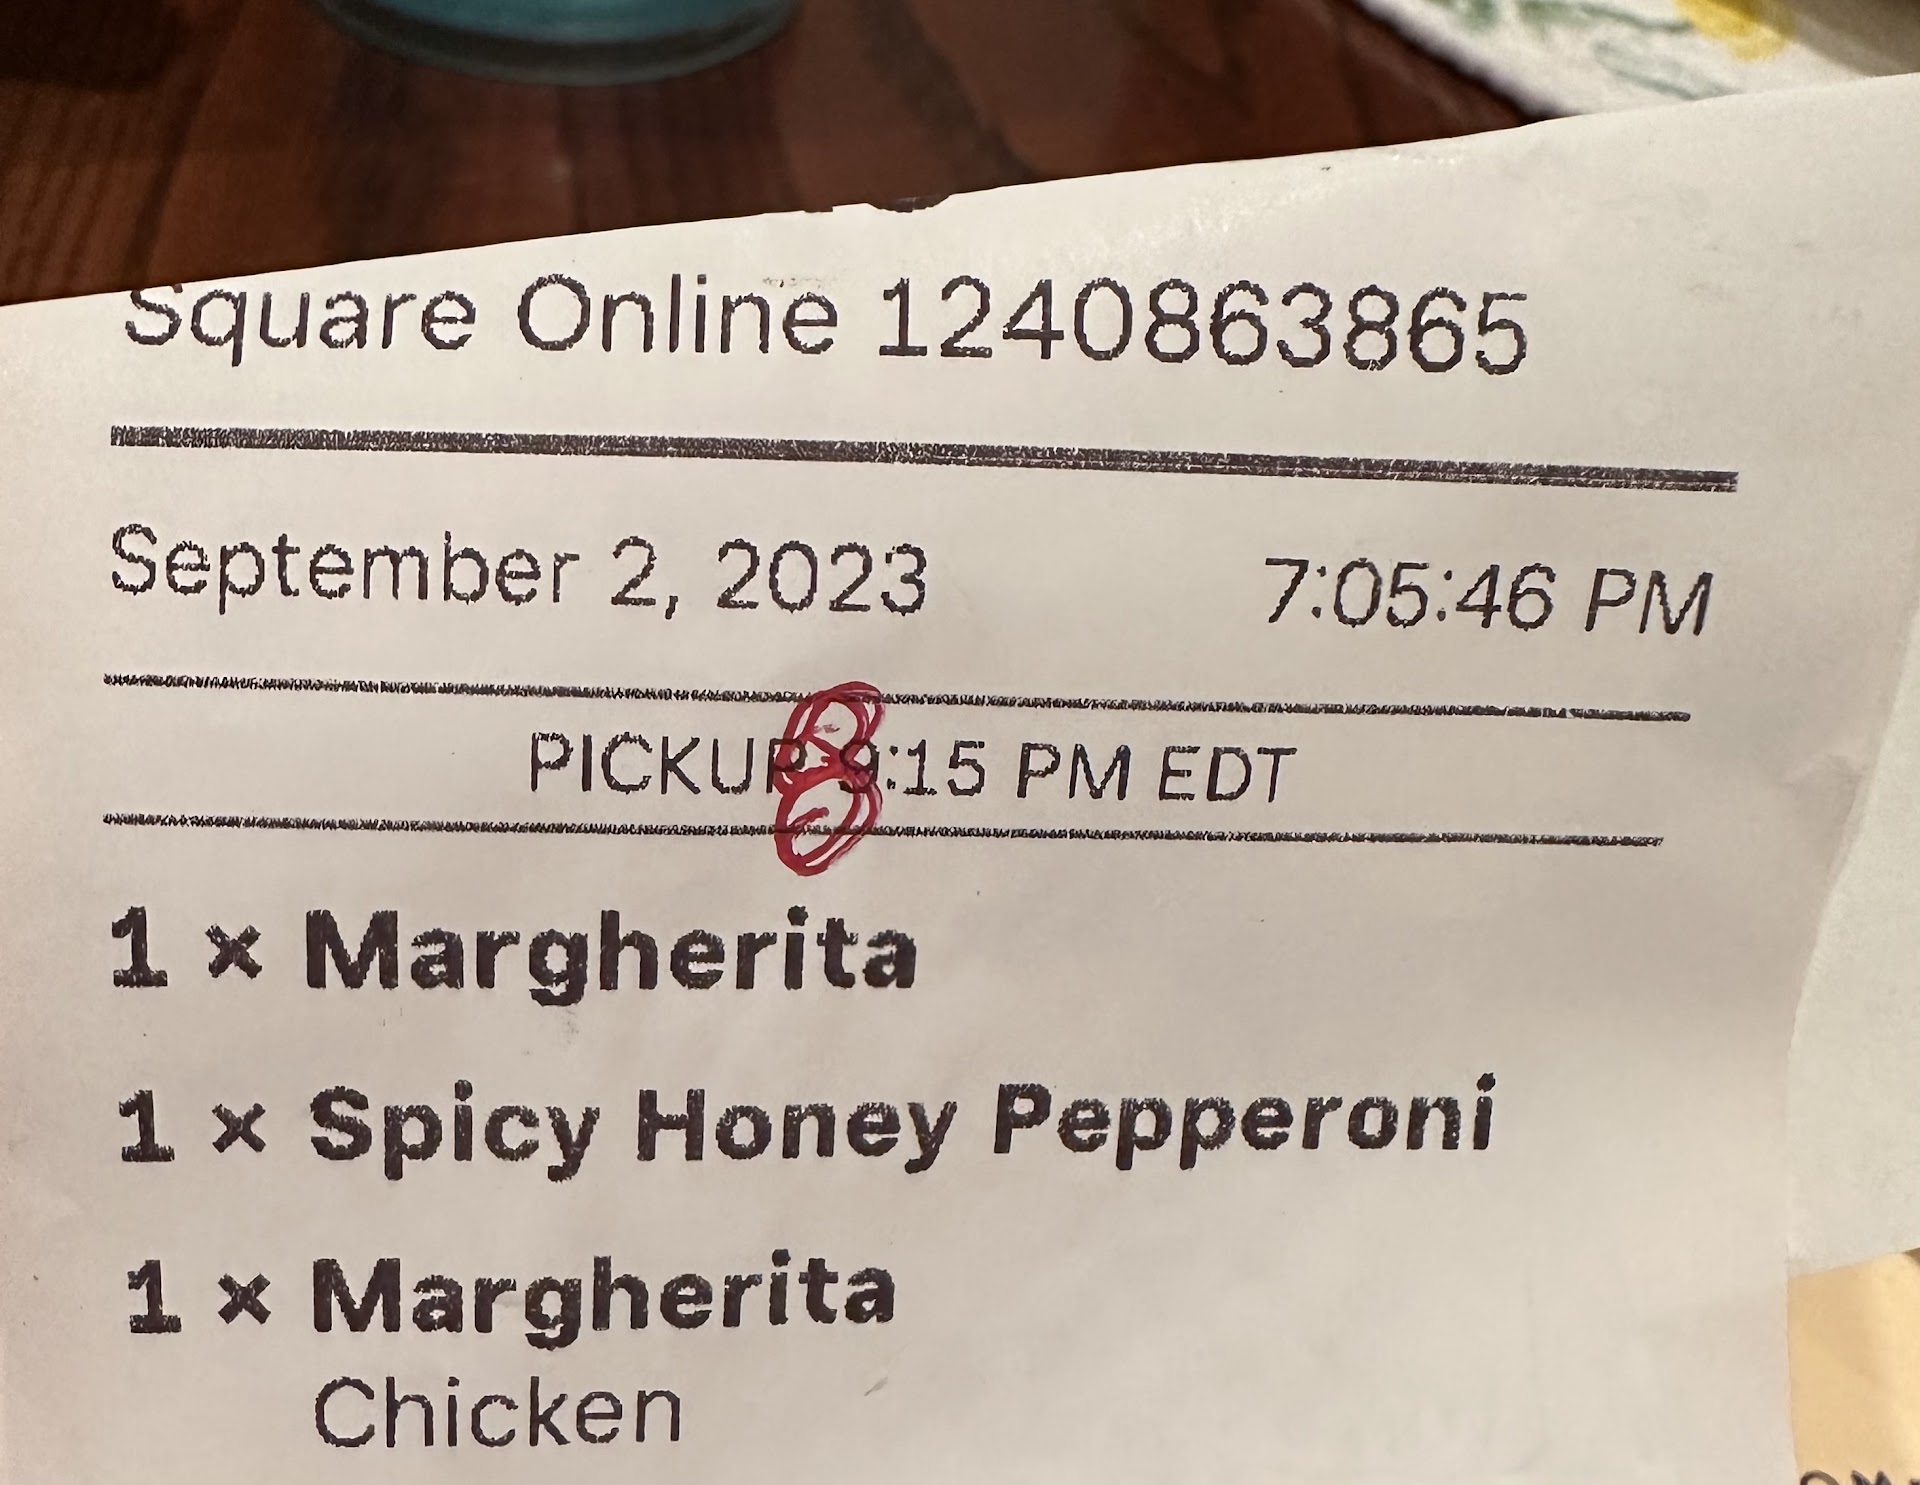 Square Online 1240863865
September 2, 2023 7:05:46 PM
PICKUP 9:15 PM EDT
8
1 × Margherita
1 × Spicy Honey Pepperoni
1 × Margherita
Chicken